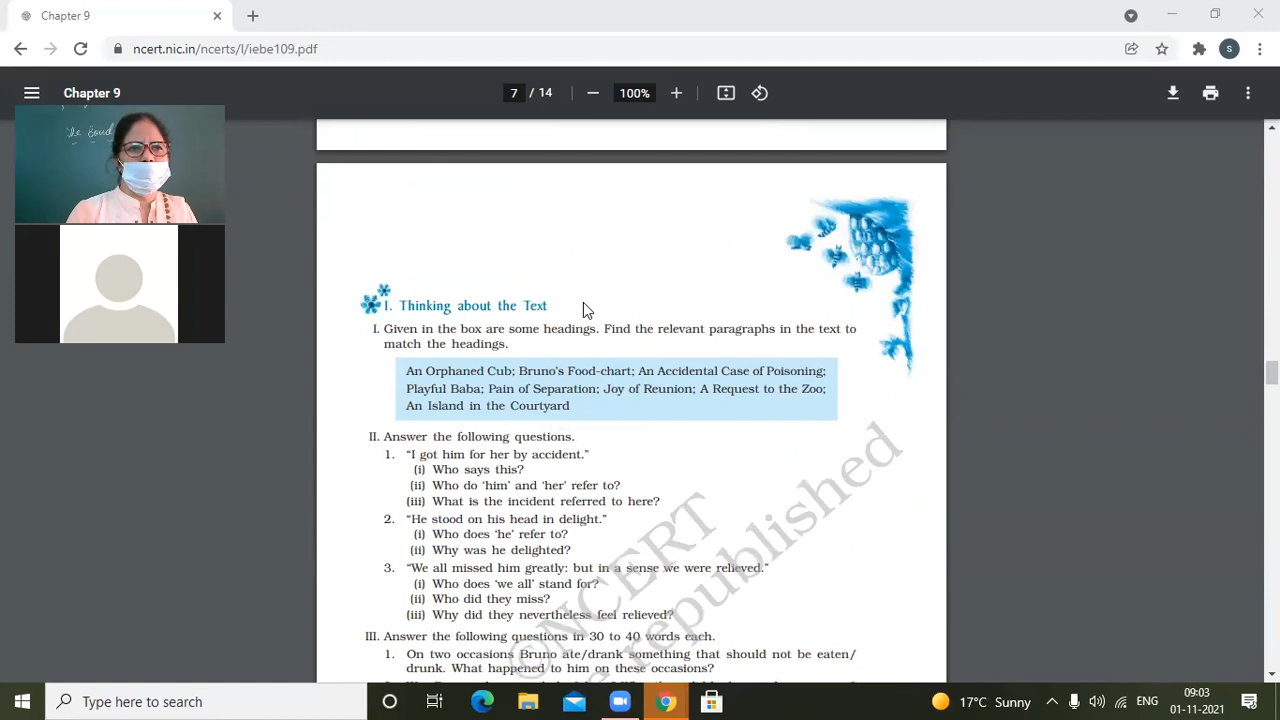 Chapter 9
ncert.nic.in/ncerts/l/iebe109.pdf
S
Chapter 9
7 / 14
100%
I. Thinking about the Text
I. Given in the box are some headings. Find the relevant paragraphs in the text to
match the headings.
An Orphaned Cub; Bruno's Food-chart; An Accidental Case of Poisoning;
Playful Baba; Pain of Separation; Joy of Reunion; A Request to the Zoo;
An Island in the Courtyard
II. Answer the following questions.
1. "I got him for her by accident."
(i) Who says this?
(ii) Who do 'him' and 'her' refer to?
(iii) What is the incident referred to here?
2. "He stood on his head in delight."
(i) Who does 'he' refer to?
(ii) Why was he delighted?
3. "We all missed him greatly: but in a sense we were relieved."
(i) Who does 'we all' stand for?
(ii) Who did they miss?
(iii) Why did they nevertheless feel relieved?
III. Answer the following questions in 30 to 40 words each.
1. On two occasions Bruno ate/drank something that should not be eaten/
drunk. What happened to him on these occasions?
©NCERT
republished
Type here to search
17°C Sunny
ENG
09:03
01-11-2021